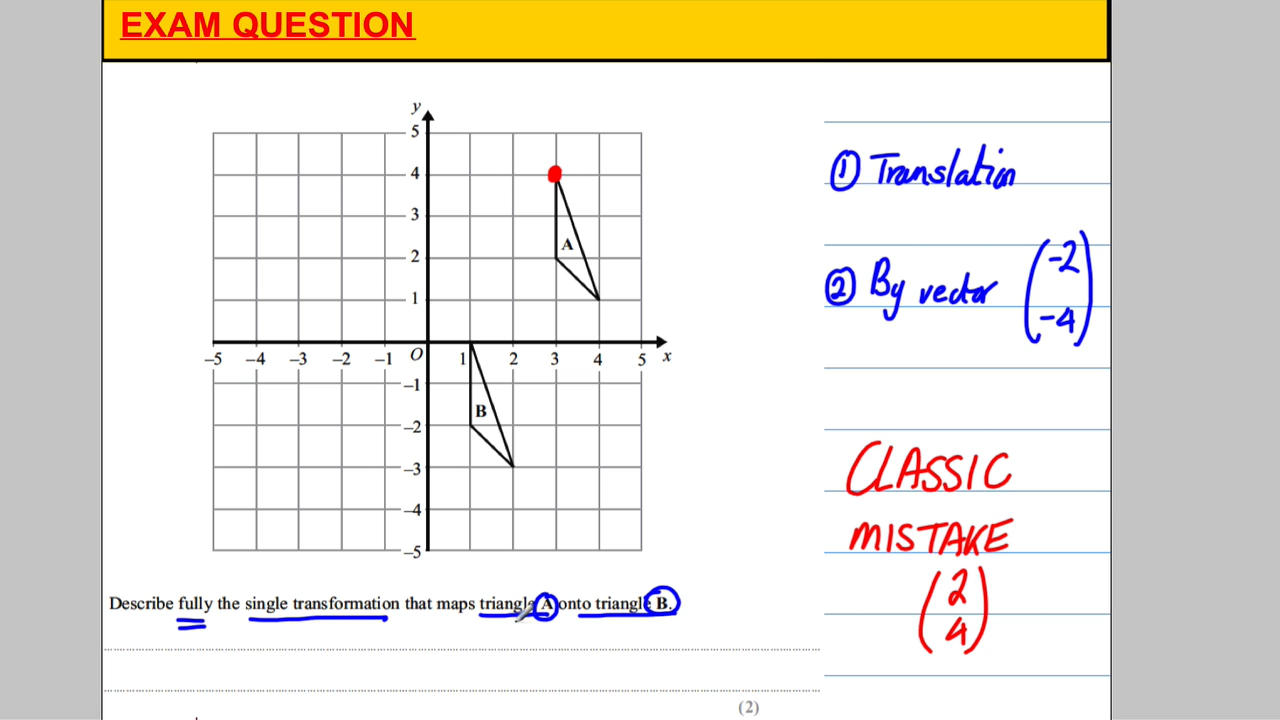 EXAM QUESTION
y
5
4
3
2
1
A
–5 –4 –3 –2 –1 O 1 2 3 4 5 x
–1
B
–2
–3
–4
–5
Describe fully the single transformation that maps triangle A onto triangle B.
(2)
① Translation
② By vector (-2
-4)
CLASSIC
MISTAKE
(2
4)